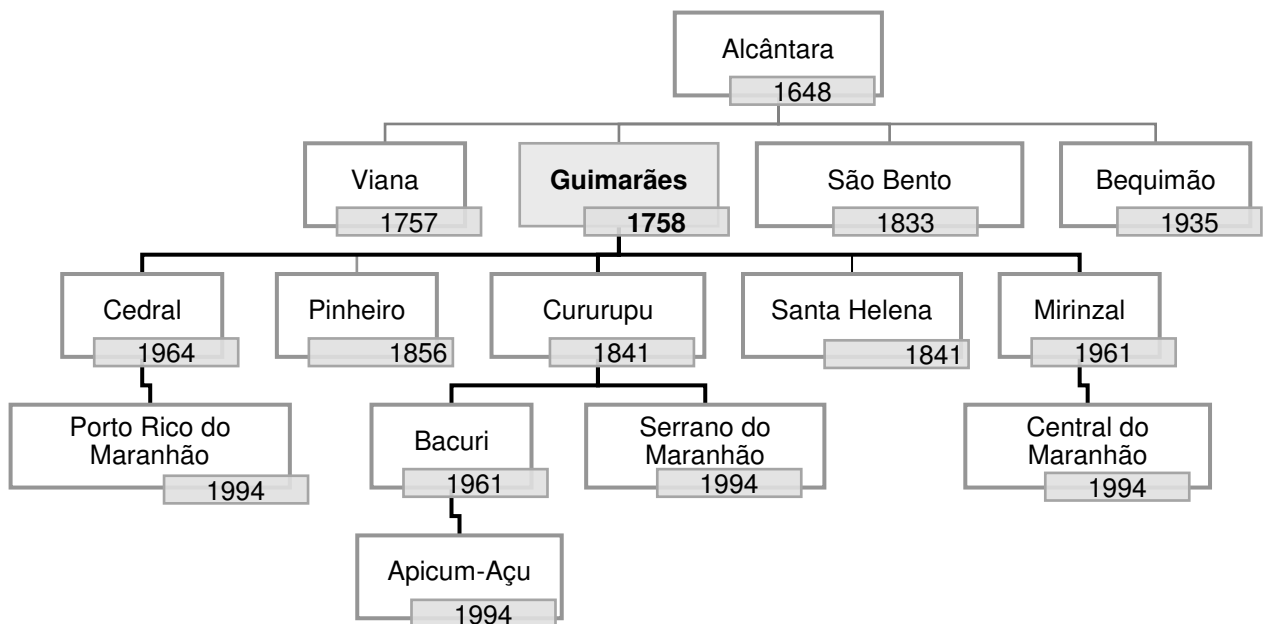 Alcântara
1648
Viana
1757
Guimarães
1758
São Bento
1833
Bequimão
1935
Cedral
1964
Pinheiro
1856
Cururupu
1841
Santa Helena
1841
Mirinzal
1961
Porto Rico do
Maranhão
1994
Bacuri
1961
Serrano do
Maranhão
1994
Central do
Maranhão
1994
Apicum-Açu
1994